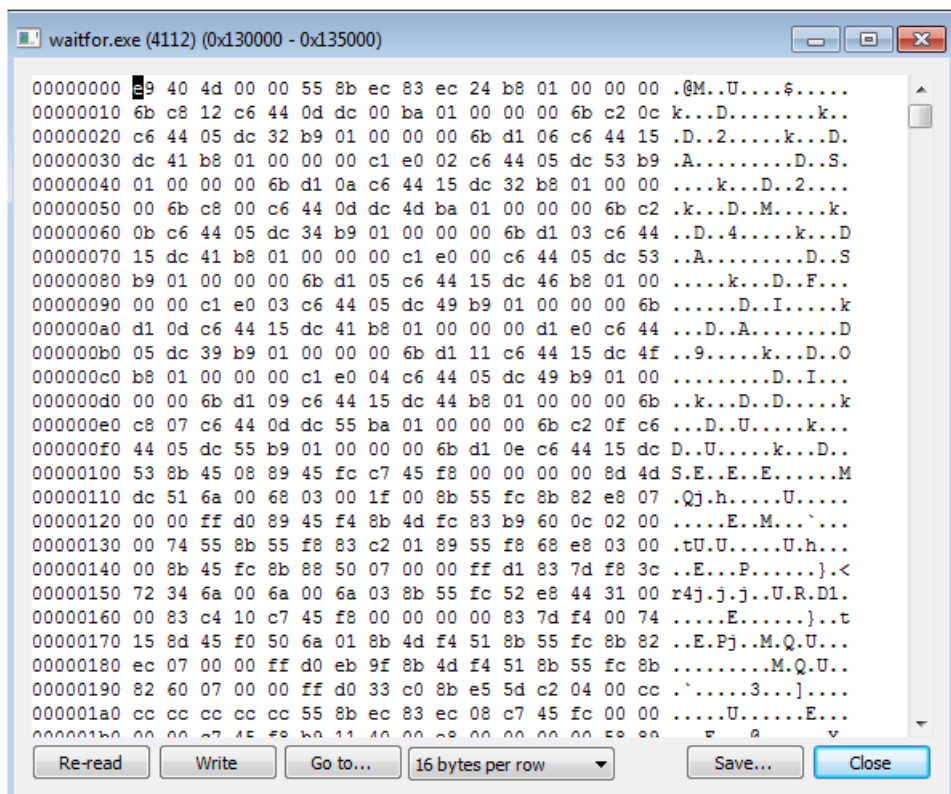 waitfor.exe (4112) (0x130000 - 0x135000)
00000000 e9 40 4d 00 00 55 8b ec 83 ec 24 b8 01 00 00 00 .@M..U....$.....
00000010 6b c8 12 c6 44 0d dc 00 ba 01 00 00 00 6b c2 0c k...D........k..
00000020 c6 44 05 dc 32 b9 01 00 00 00 6b d1 06 c6 44 15 .D..2.....k...D.
00000030 dc 41 b8 01 00 00 00 c1 e0 02 c6 44 05 dc 53 b9 .A.........D..S.
00000040 01 00 00 00 6b d1 0a c6 44 15 dc 32 b8 01 00 00 ....k...D..2....
00000050 00 6b c8 00 c6 44 0d dc 4d ba 01 00 00 00 6b c2 .k...D..M.....k.
00000060 0b c6 44 05 dc 34 b9 01 00 00 00 6b d1 03 c6 44 ..D..4.....k...D
00000070 15 dc 41 b8 01 00 00 00 c1 e0 00 c6 44 05 dc 53 ..A.........D..S
00000080 b9 01 00 00 00 6b d1 05 c6 44 15 dc 46 b8 01 00 .....k...D..F...
00000090 00 00 c1 e0 03 c6 44 05 dc 49 b9 01 00 00 00 6b ......D..I.....k
000000a0 d1 0d c6 44 15 dc 41 b8 01 00 00 00 d1 e0 c6 44 ...D..A........D
000000b0 05 dc 39 b9 01 00 00 00 6b d1 11 c6 44 15 dc 4f ..9.....k...D..O
000000c0 b8 01 00 00 00 c1 e0 04 c6 44 05 dc 49 b9 01 00 .........D..I...
000000d0 00 00 6b d1 09 c6 44 15 dc 44 b8 01 00 00 00 6b ..k...D..D.....k
000000e0 c8 07 c6 44 0d dc 55 ba 01 00 00 00 6b c2 0f c6 ...D..U.....k...
000000f0 44 05 dc 55 b9 01 00 00 00 6b d1 0e c6 44 15 dc D..U.....k...D..
00000100 53 8b 45 08 89 45 fc c7 45 f8 00 00 00 00 8d 4d S.E..E..E......M
00000110 dc 51 6a 00 68 03 00 1f 00 8b 55 fc 8b 82 e8 07 .Qj.h.....U.....
00000120 00 00 ff d0 89 45 f4 8b 4d fc 83 b9 60 0c 02 00 .....E..M...`...
00000130 00 74 55 8b 55 f8 83 c2 01 89 55 f8 68 e8 03 00 .tU.U.....U.h...
00000140 00 8b 45 fc 8b 88 50 07 00 00 ff d1 83 7d f8 3c ..E...P......}.<
00000150 72 34 6a 00 6a 00 6a 03 8b 55 fc 52 e8 44 31 00 r4j.j.j..U.R.D1.
00000160 00 83 c4 10 c7 45 f8 00 00 00 00 83 7d f4 00 74 .....E......}..t
00000170 15 8d 45 f0 50 6a 01 8b 4d f4 51 8b 55 fc 8b 82 ..E.Pj..M.Q.U...
00000180 ec 07 00 00 ff d0 eb 9f 8b 4d f4 51 8b 55 fc 8b .........M.Q.U..
00000190 82 60 07 00 00 ff d0 33 c0 8b e5 5d c2 04 00 cc .`.....3...]....
000001a0 cc cc cc cc cc 55 8b ec 83 ec 08 c7 45 fc 00 00 .....U......E...
Re-read Write Go to... 16 bytes per row Save... Close